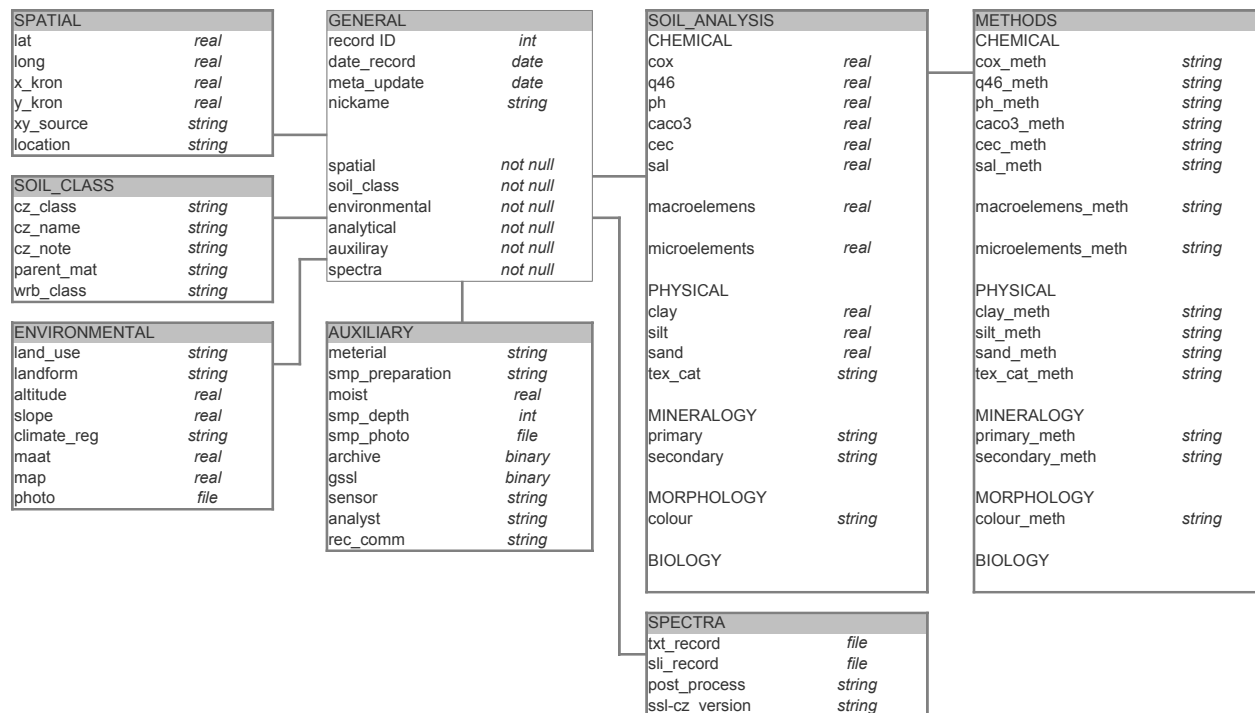 SPATIAL
lat real
long real
x_kron real
y_kron real
xy_source string
location string
SOIL_CLASS
cz_class string
cz_name string
cz_note string
parent_mat string
wrb_class string
ENVIRONMENTAL
land_use string
landform string
altitude real
slope real
climate_reg string
maat real
map real
photo file
GENERAL
record ID int
date_record date
meta_update date
nickame string
spatial not null
soil_class not null
environmental not null
analytical not null
auxiliray not null
spectra not null
AUXILIARY
meterial string
smp_preparation string
moist real
smp_depth int
smp_photo file
archive binary
gssl binary
sensor string
analyst string
rec_comm string
SOIL_ANALYSIS
CHEMICAL
cox real
q46 real
ph real
caco3 real
cec real
sal real
macroelemens real
microelements real
PHYSICAL
clay real
silt real
sand real
tex_cat string
MINERALOGY
primary string
secondary string
MORPHOLOGY
colour string
BIOLOGY
SPECTRA
txt_record file
sli_record file
post_process string
ssl-cz_version string
METHODS
CHEMICAL
cox_meth string
q46_meth string
ph_meth string
caco3_meth string
cec_meth string
sal_meth string
macroelemens_meth string
microelements_meth string
PHYSICAL
clay_meth string
silt_meth string
sand_meth string
tex_cat_meth string
MINERALOGY
primary_meth string
secondary_meth string
MORPHOLOGY
colour_meth string
BIOLOGY